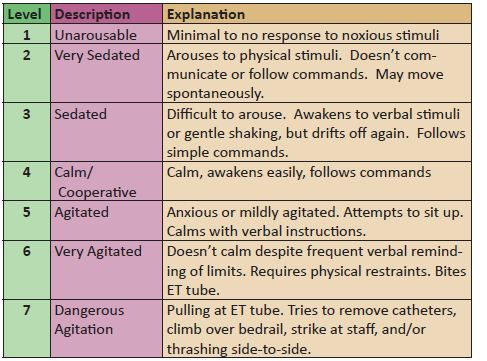 Level Description Explanation
1 Unarousable Minimal to no response to noxious stimuli
2 Very Sedated Arouses to physical stimuli. Doesn't com-
municate or follow commands. May move
spontaneously.
3 Sedated Difficult to arouse. Awakens to verbal stimuli
or gentle shaking, but drifts off again. Follows
simple commands.
4 Calm/ Calm, awakens easily, follows commands
Cooperative
5 Agitated Anxious or mildly agitated. Attempts to sit up.
Calms with verbal instructions.
6 Very Agitated Doesn't calm despite frequent verbal remind-
ing of limits. Requires physical restraints. Bites
ET tube.
7 Dangerous Pulling at ET tube. Tries to remove catheters,
Agitation climb over bedrail, strike at staff, and/or
thrashing side-to-side.